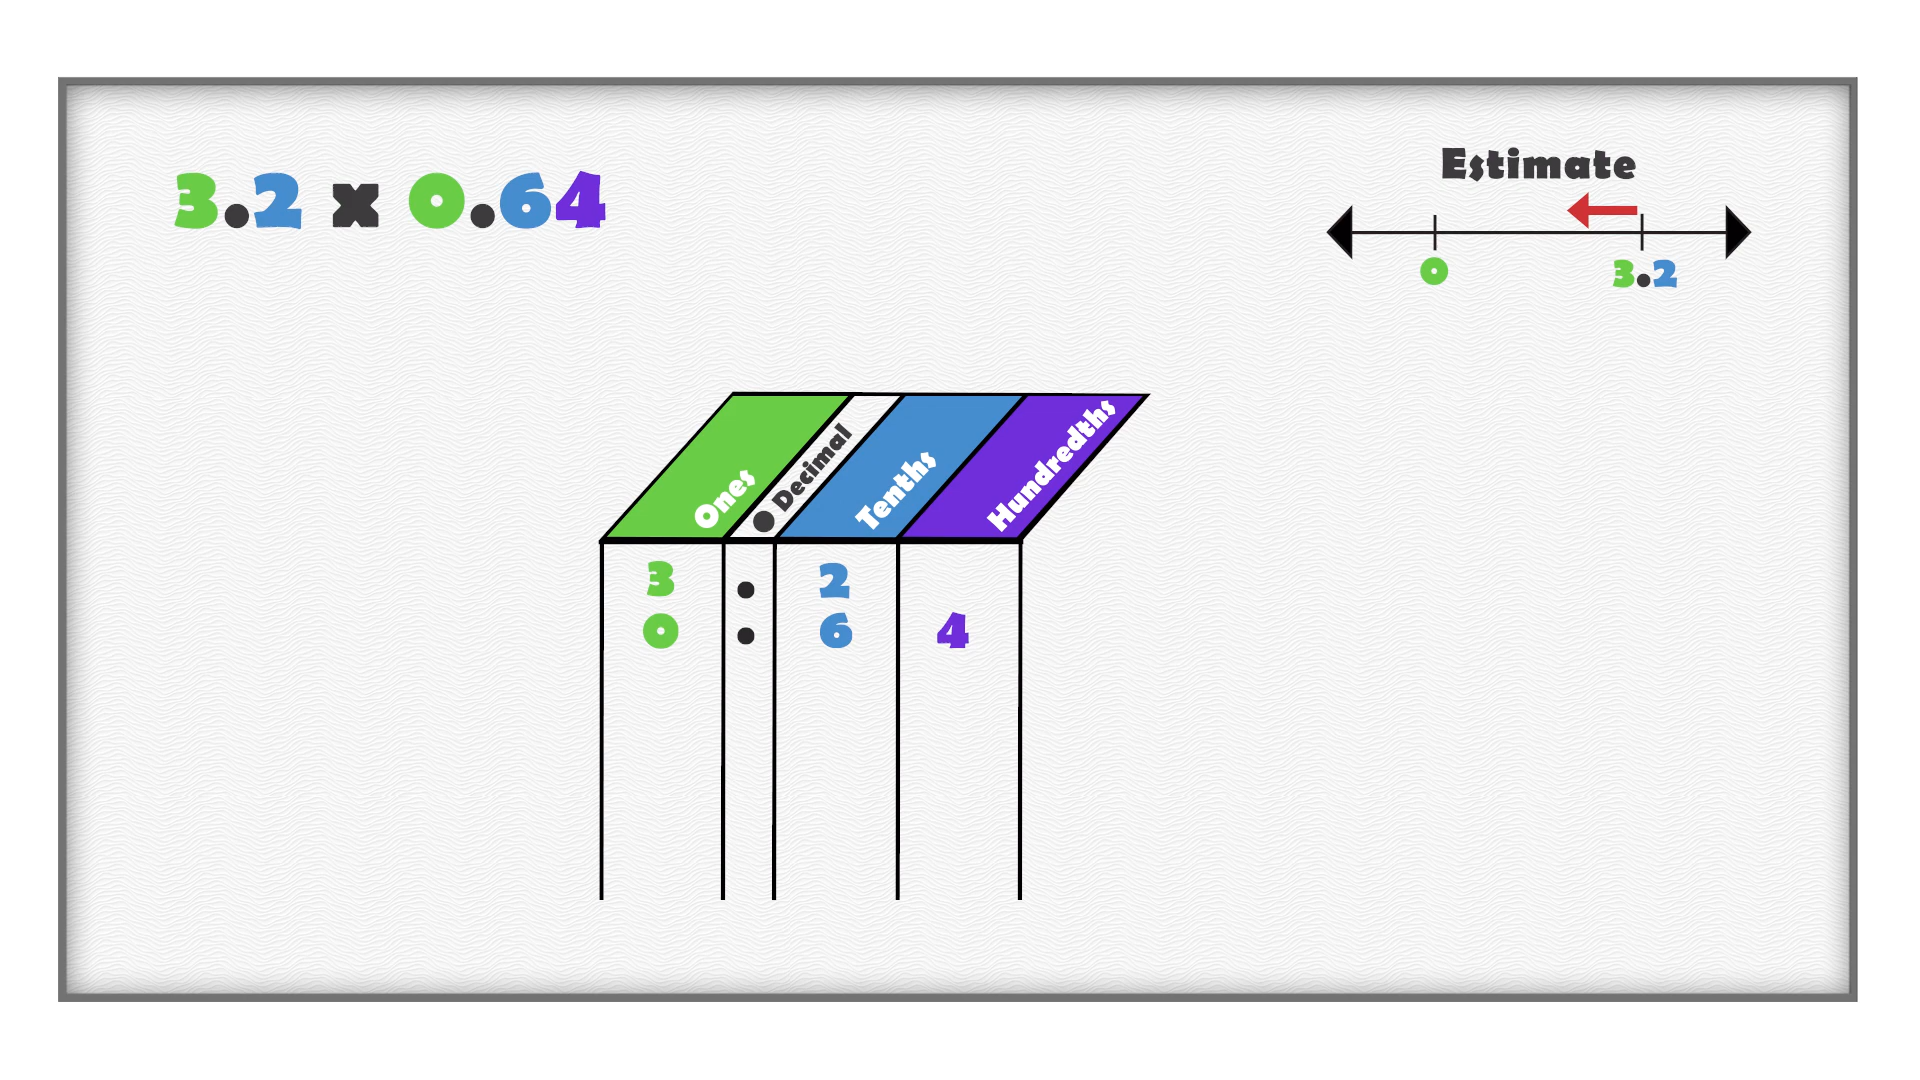 3.2 x 0.64
Estimate
0 3.2
Ones
Decimal
Tenths
Hundredths
3 . 2
0 . 6 4